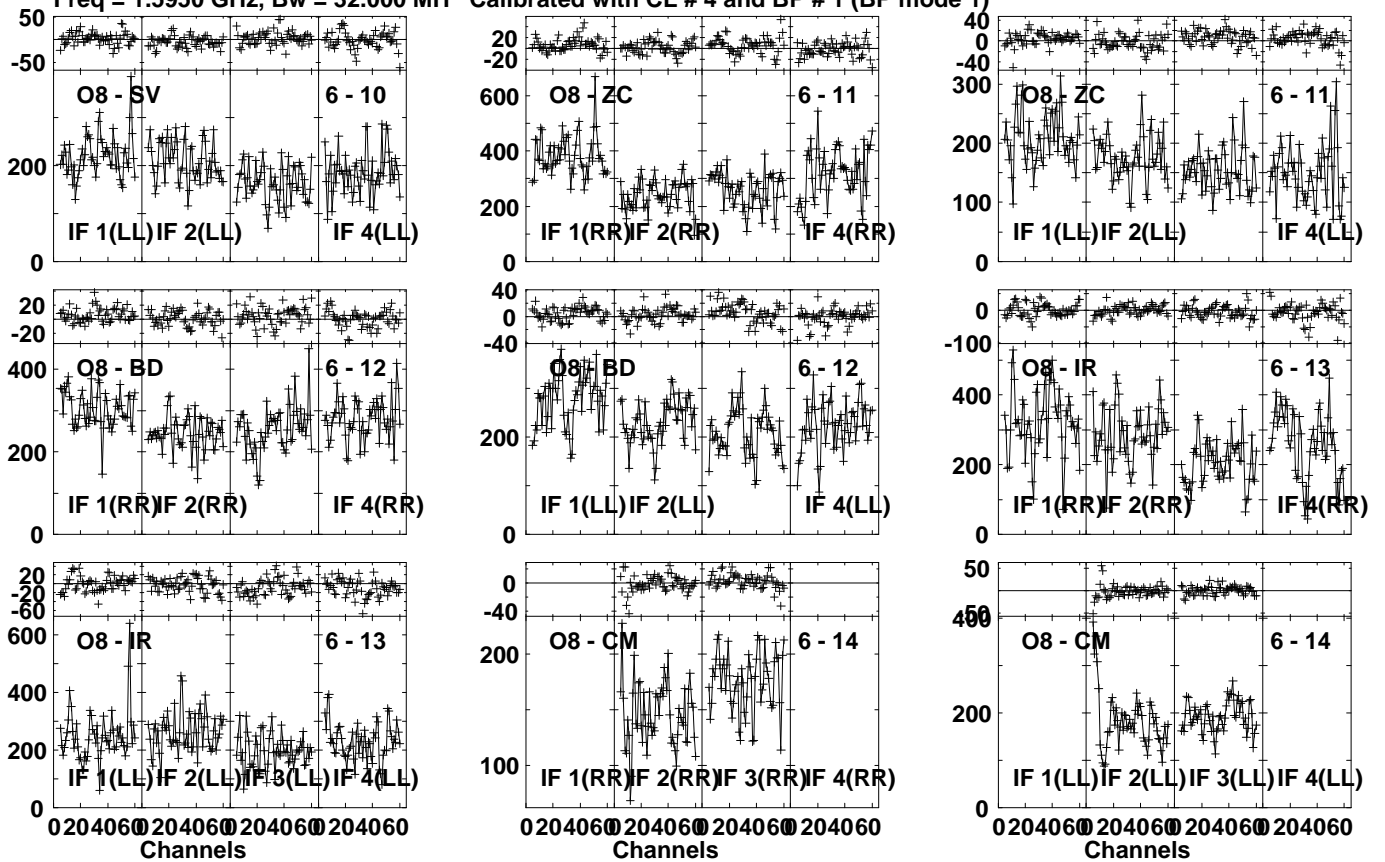 Freq = 1.5950 GHz, Bw = 32.000 MH Calibrated with CL # 4 and BP # 1 (BP mode 1)
50
-50
O8 - SV 6 - 10
200
IF 1(LL) IF 2(LL) IF 4(LL)
0
20
-20
O8 - ZC 6 - 11
600
400
200
IF 1(RR) IF 2(RR) IF 4(RR)
0
40
0
-40
O8 - ZC 6 - 11
300
200
100
IF 1(LL) IF 2(LL) IF 4(LL)
0
20
-20
O8 - BD 6 - 12
400
200
IF 1(RR) IF 2(RR) IF 4(RR)
0
40
0
-40
O8 - BD 6 - 12
200
IF 1(LL) IF 2(LL) IF 4(LL)
0
0
-100
O8 - IR 6 - 13
400
200
IF 1(RR) IF 2(RR) IF 4(RR)
0
20
-20
-60
O8 - IR 6 - 13
600
400
200
IF 1(LL) IF 2(LL) IF 3(LL) IF 4(LL)
0
0 20 40 60 0 20 40 60 0 20 40 60 0 20 40 60
Channels
0
-40
O8 - CM 6 - 14
200
100
IF 1(RR) IF 2(RR) IF 3(RR) IF 4(RR)
0 20 40 60 0 20 40 60 0 20 40 60 0 20 40 60
Channels
50
-50
O8 - CM 6 - 14
400
200
IF 1(LL) IF 2(LL) IF 3(LL) IF 4(LL)
0
0 20 40 60 0 20 40 60 0 20 40 60 0 20 40 60
Channels